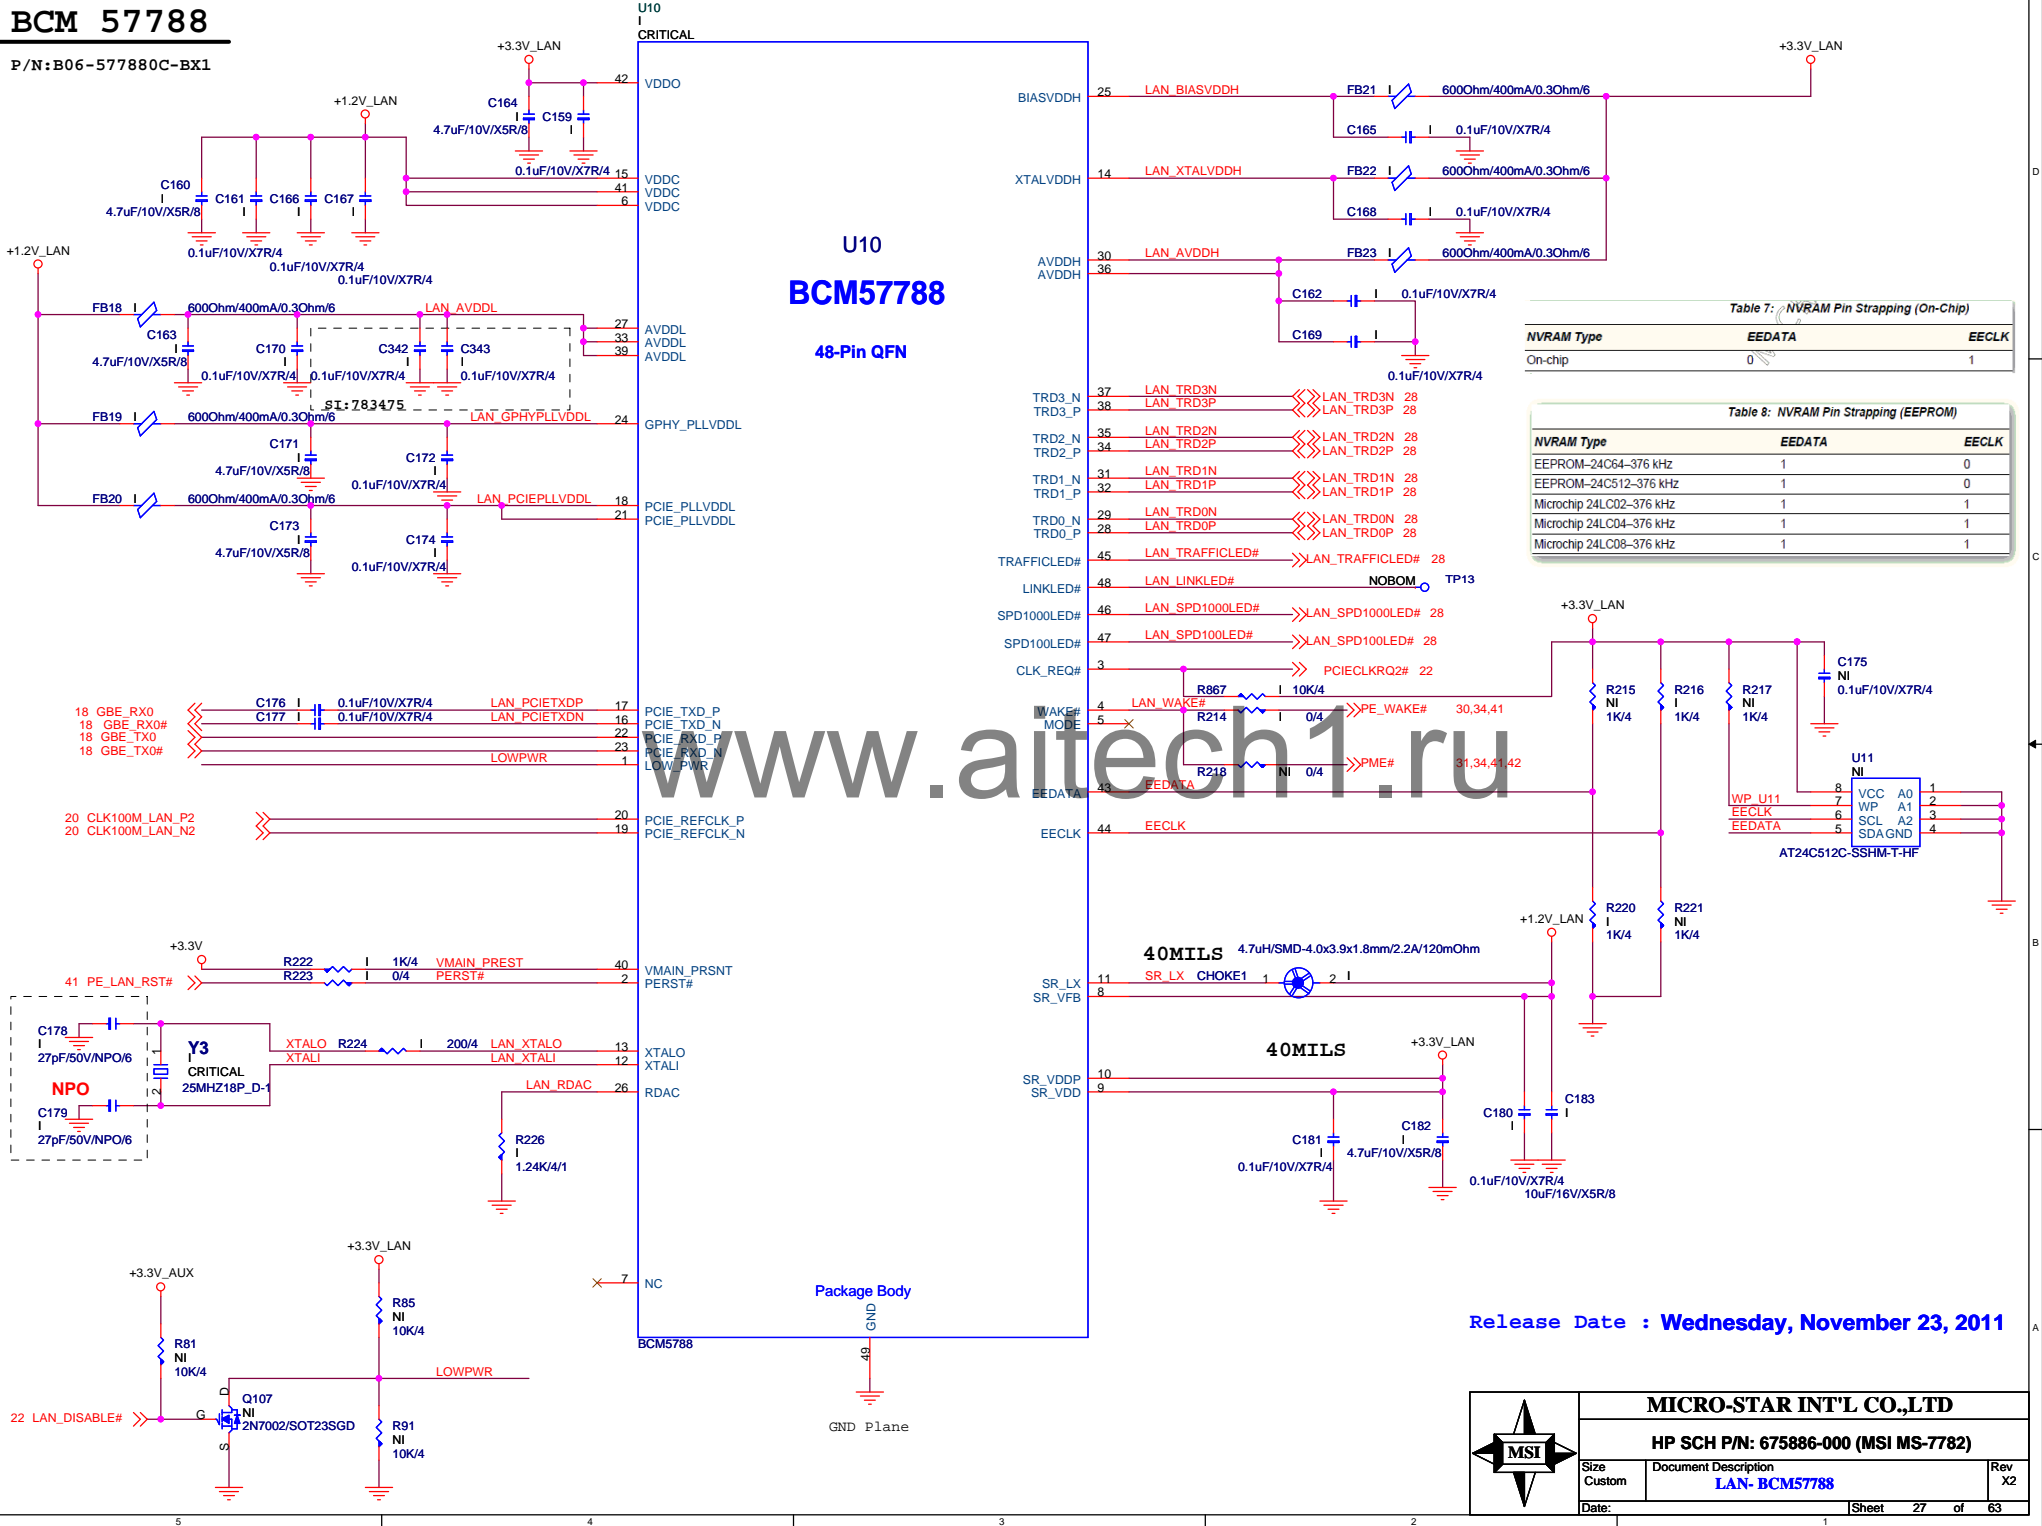 BCM 57788
P/N:B06-577880C-BX1
U10
I
CRITICAL
+3.3V_LAN
42 VDDO
C164
I
4.7uF/10V/X5R/8
C159
I
0.1uF/10V/X7R/4
+1.2V_LAN
15 VDDC
41 VDDC
6 VDDC
C160
I
4.7uF/10V/X5R/8
C161
I
C166
I
C167
I
0.1uF/10V/X7R/4
0.1uF/10V/X7R/4
0.1uF/10V/X7R/4
+1.2V_LAN
FB18 I 600Ohm/400mA/0.3Ohm/6 LAN_AVDDL
C163
I
4.7uF/10V/X5R/8
C170
I
0.1uF/10V/X7R/4
C342
I
0.1uF/10V/X7R/4
C343
I
0.1uF/10V/X7R/4
SI:783475
27 AVDDL
33 AVDDL
39 AVDDL
FB19 I 600Ohm/400mA/0.3Ohm/6 LAN_GPHYPLLVDDL 24 GPHY_PLLVDDL
C171
I
4.7uF/10V/X5R/8
C172
I
0.1uF/10V/X7R/4
FB20 I 600Ohm/400mA/0.3Ohm/6 LAN_PCIEPLLVDDL 18 PCIE_PLLVDDL
21 PCIE_PLLVDDL
C173
I
4.7uF/10V/X5R/8
C174
I
0.1uF/10V/X7R/4
18 GBE_RX0 C176 I 0.1uF/10V/X7R/4 LAN_PCIETXDP 17 PCIE_TXD_P
18 GBE_RX0# C177 I 0.1uF/10V/X7R/4 LAN_PCIETXDN 16 PCIE_TXD_N
18 GBE_TX0 22 PCIE_RXD_P
18 GBE_TX0# 23 PCIE_RXD_N
LOWPWR 1 LOW_PWR
20 CLK100M_LAN_P2 20 PCIE_REFCLK_P
20 CLK100M_LAN_N2 19 PCIE_REFCLK_N
+3.3V
R222 I 1K/4 VMAIN_PREST 40 VMAIN_PRSNT
41 PE_LAN_RST# R223 I 0/4 PERST# 2 PERST#
C178
I
27pF/50V/NPO/6
NPO
C179
I
27pF/50V/NPO/6
1
2
Y3
I
CRITICAL
25MHZ18P_D-1
XTALO R224 I 200/4 LAN_XTALO 13 XTALO
XTALI LAN_XTALI 12 XTALI
LAN_RDAC 26 RDAC
R226
I
1.24K/4/1
7 NC
+3.3V_AUX
R81
NI
10K/4
+3.3V_LAN
R85
NI
10K/4
LOWPWR
22 LAN_DISABLE#
G
D
S
Q107
NI
2N7002/SOT23SGD
R91
NI
10K/4
U10
BCM57788
48-Pin QFN
Package Body
GND
49
BCM5788
GND Plane
www.aitech1.ru
+3.3V_LAN
BIASVDDH 25 LAN_BIASVDDH FB21 I 600Ohm/400mA/0.3Ohm/6
C165 I 0.1uF/10V/X7R/4
XTALVDDH 14 LAN_XTALVDDH FB22 I 600Ohm/400mA/0.3Ohm/6
C168 I 0.1uF/10V/X7R/4
AVDDH 30 LAN_AVDDH FB23 I 600Ohm/400mA/0.3Ohm/6
AVDDH 36
C162 I 0.1uF/10V/X7R/4
C169 I
0.1uF/10V/X7R/4
TRD3_N 37 LAN_TRD3N LAN_TRD3N 28
TRD3_P 38 LAN_TRD3P LAN_TRD3P 28
TRD2_N 35 LAN_TRD2N LAN_TRD2N 28
TRD2_P 34 LAN_TRD2P LAN_TRD2P 28
TRD1_N 31 LAN_TRD1N LAN_TRD1N 28
TRD1_P 32 LAN_TRD1P LAN_TRD1P 28
TRD0_N 29 LAN_TRD0N LAN_TRD0N 28
TRD0_P 28 LAN_TRD0P LAN_TRD0P 28
TRAFFICLED# 45 LAN_TRAFFICLED# LAN_TRAFFICLED# 28
LINKLED# 48 LAN_LINKLED# NOBOM TP13
SPD1000LED# 46 LAN_SPD1000LED# LAN_SPD1000LED# 28
SPD100LED# 47 LAN_SPD100LED# LAN_SPD100LED# 28
CLK_REQ# 3 PCIECLKRQ2# 22
R867 I 10K/4
WAKE# 4 LAN_WAKE# R214 I 0/4 PE_WAKE# 30,34,41
MODE 5
R218 NI 0/4 PME# 31,34,41,42
EEDATA 43 EEDATA
EECLK 44 EECLK
Table 7: NVRAM Pin Strapping (On-Chip)
NVRAM Type EEDATA EECLK
On-chip 0 1
Table 8: NVRAM Pin Strapping (EEPROM)
NVRAM Type EEDATA EECLK
EEPROM–24C64–376 kHz 1 0
EEPROM–24C512–376 kHz 1 0
Microchip 24LC02–376 kHz 1 1
Microchip 24LC04–376 kHz 1 1
Microchip 24LC08–376 kHz 1 1
+3.3V_LAN
R215
NI
1K/4
R216
I
1K/4
R217
NI
1K/4
C175
NI
0.1uF/10V/X7R/4
U11
NI
WP_U11
EECLK
EEDATA
8 VCC A0 1
7 WP A1 2
6 SCL A2 3
5 SDA GND 4
AT24C512C-SSHM-T-HF
R220
I
1K/4
R221
NI
1K/4
+1.2V_LAN
40MILS 4.7uH/SMD-4.0x3.9x1.8mm/2.2A/120mOhm
SR_LX 11 SR_LX CHOKE1 1 2 I
SR_VFB 8
40MILS +3.3V_LAN
SR_VDDP 10
SR_VDD 9
C181
I
0.1uF/10V/X7R/4
C182
I
4.7uF/10V/X5R/8
C180
I
0.1uF/10V/X7R/4
C183
I
10uF/16V/X5R/8
Release Date : Wednesday, November 23, 2011
MSI
MICRO-STAR INT'L CO.,LTD
HP SCH P/N: 675886-000 (MSI MS-7782)
Size
Custom
Document Description
LAN- BCM57788
Rev
X2
Date: Sheet 27 of 63
D
C
B
A
5 4 3 2 1